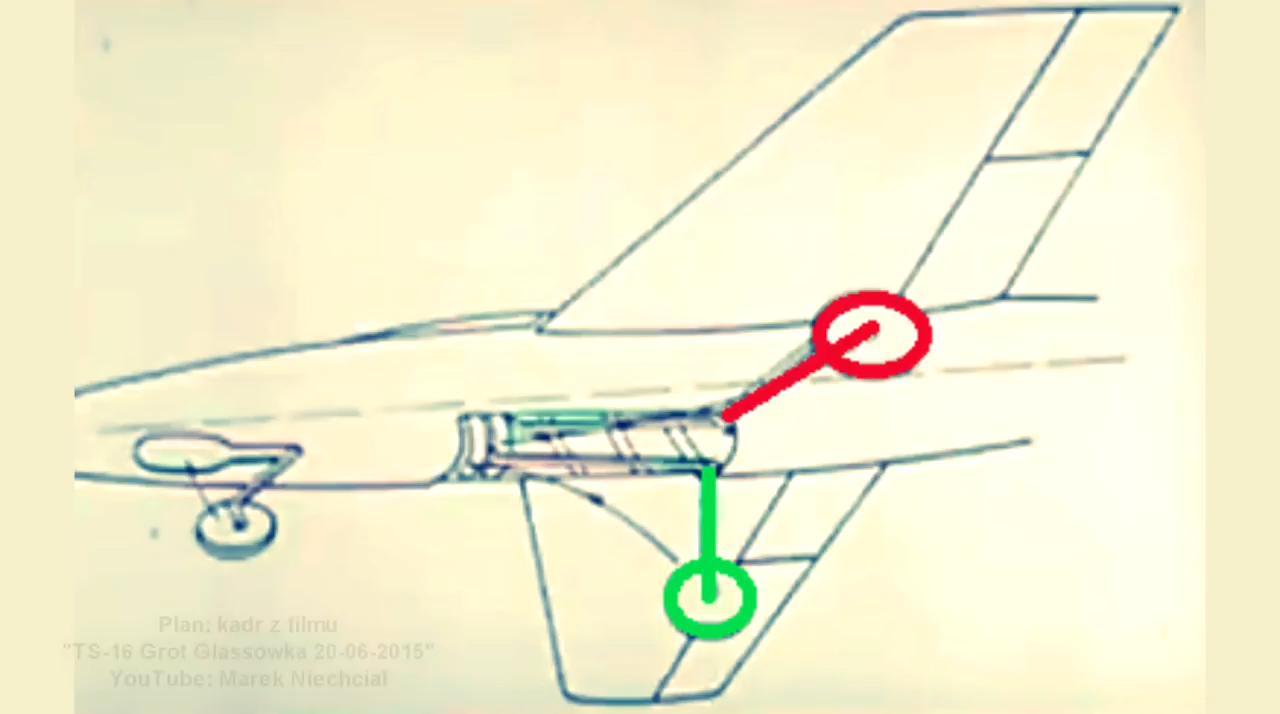 Plan: kadr z filmu
"TS-16 Grot Glassowka 20-06-2015"
YouTube: Marek Niechcial